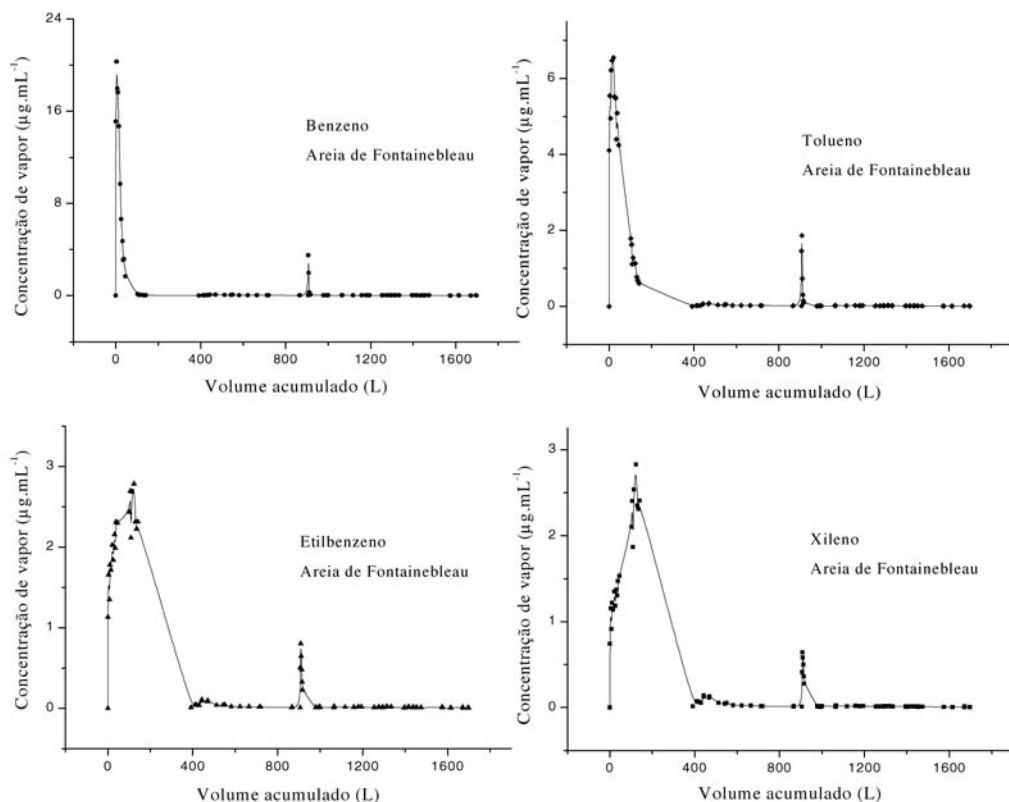 24
18
12
6
0
Concentração de vapor (µg.mL⁻¹)
Benzeno
Areia de Fontainebleau
0 400 800 1200 1600
Volume acumulado (L)
6
4
2
0
Concentração de vapor (µg.mL⁻¹)
Tolueno
Areia de Fontainebleau
0 400 800 1200 1600
Volume acumulado (L)
3
2
1
0
Concentração de vapor (µg.mL⁻¹)
Etilbenzeno
Areia de Fontainebleau
0 400 800 1200 1600
Volume acumulado (L)
3
2
1
0
Concentração de vapor (µg.mL⁻¹)
Xileno
Areia de Fontainebleau
0 400 800 1200 1600
Volume acumulado (L)